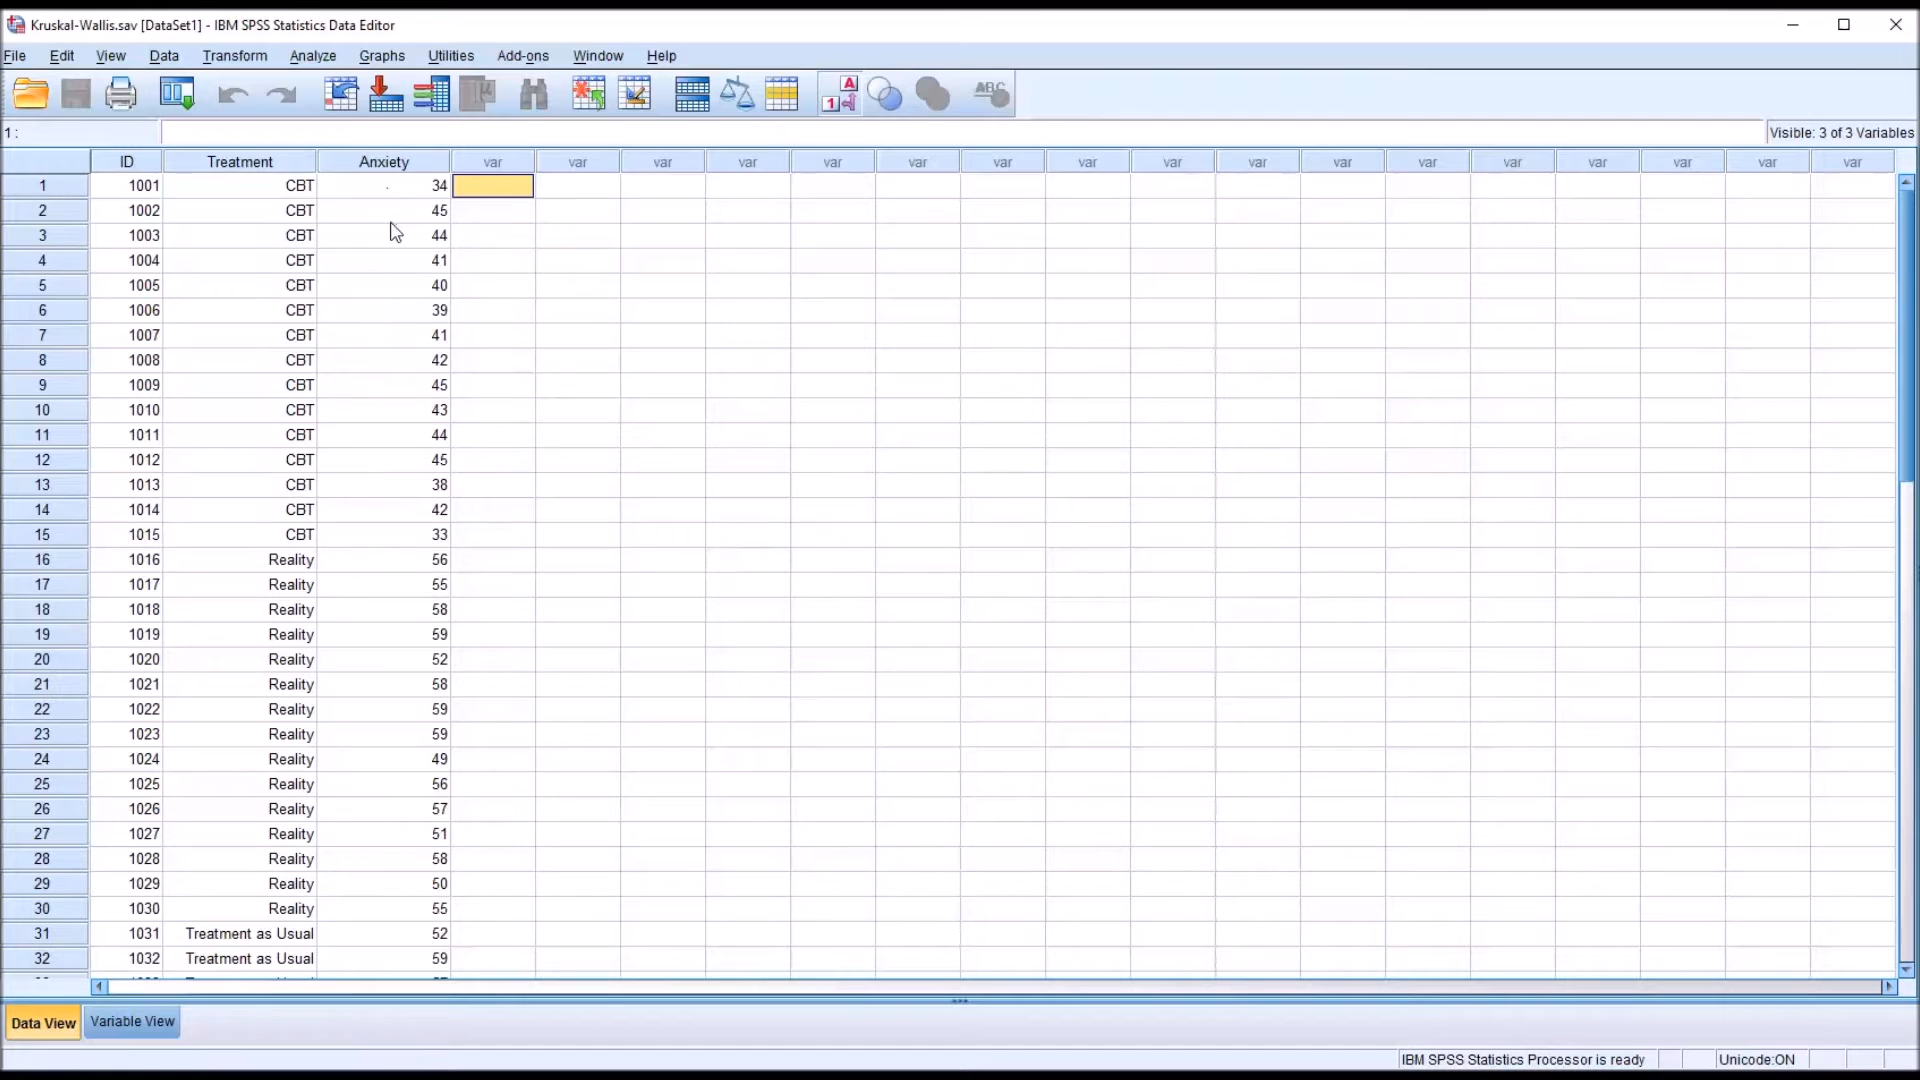 Kruskal-Wallis.sav [DataSet1] - IBM SPSS Statistics Data Editor
File Edit View Data Transform Analyze Graphs Utilities Add-ons Window Help
1 :
Visible: 3 of 3 Variables
ID Treatment Anxiety var var var var var var var var var var var var var var var var var
1 1001 CBT 34
2 1002 CBT 45
3 1003 CBT 44
4 1004 CBT 41
5 1005 CBT 40
6 1006 CBT 39
7 1007 CBT 41
8 1008 CBT 42
9 1009 CBT 45
10 1010 CBT 43
11 1011 CBT 44
12 1012 CBT 45
13 1013 CBT 38
14 1014 CBT 42
15 1015 CBT 33
16 1016 Reality 56
17 1017 Reality 55
18 1018 Reality 58
19 1019 Reality 59
20 1020 Reality 52
21 1021 Reality 58
22 1022 Reality 59
23 1023 Reality 59
24 1024 Reality 49
25 1025 Reality 56
26 1026 Reality 57
27 1027 Reality 51
28 1028 Reality 58
29 1029 Reality 50
30 1030 Reality 55
31 1031 Treatment as Usual 52
32 1032 Treatment as Usual 59
Data View Variable View
IBM SPSS Statistics Processor is ready Unicode:ON